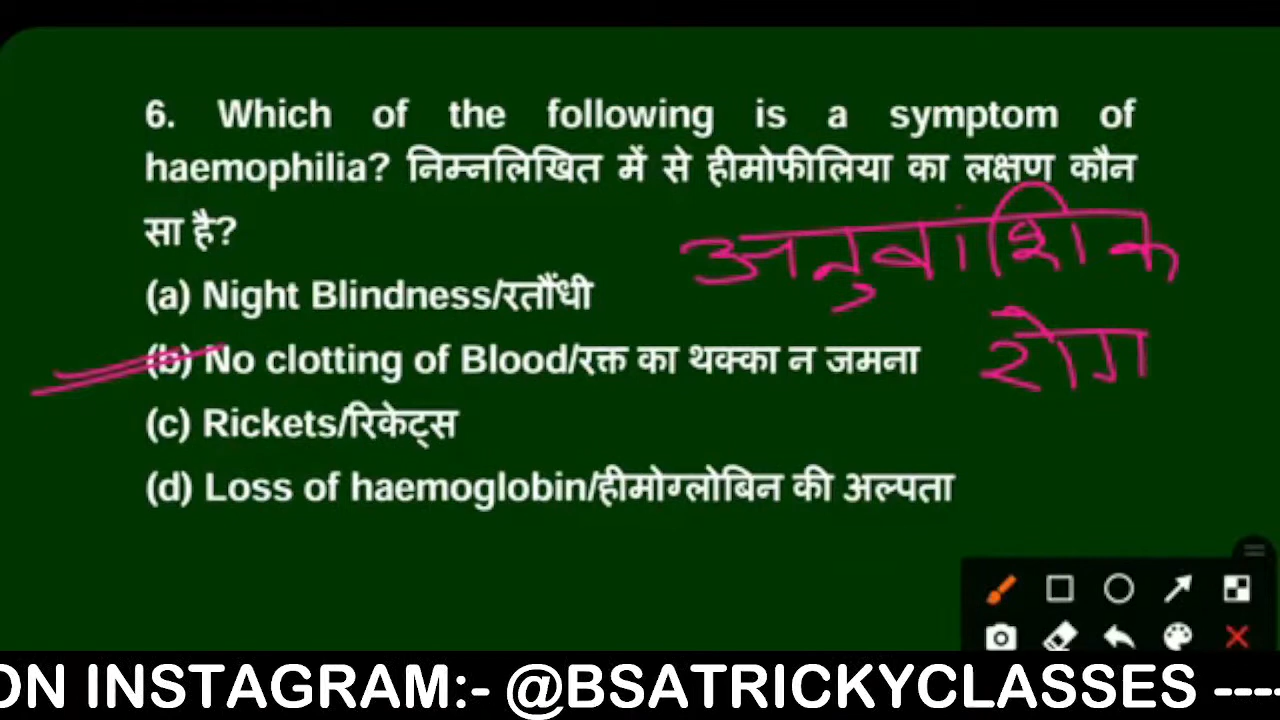 6. Which of the following is a symptom of
haemophilia? निम्नलिखित में से हीमोफीलिया का लक्षण कौन
सा है?
अनुवांशिक
(a) Night Blindness/रतौंधी
रोग
(b) No clotting of Blood/रक्त का थक्का न जमना
(c) Rickets/रिकेट्स
(d) Loss of haemoglobin/हीमोग्लोबिन की अल्पता
ON INSTAGRAM:- @BSATRICKYCLASSES ----